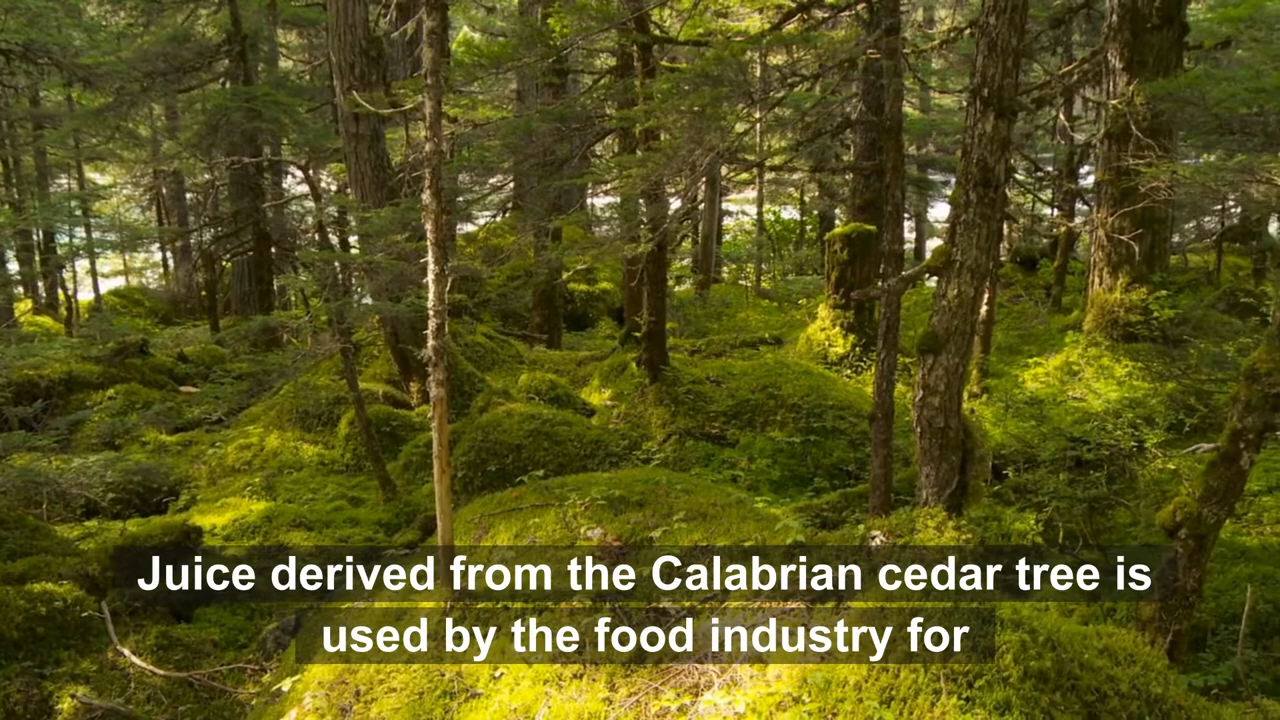 Juice derived from the Calabrian cedar tree is
used by the food industry for